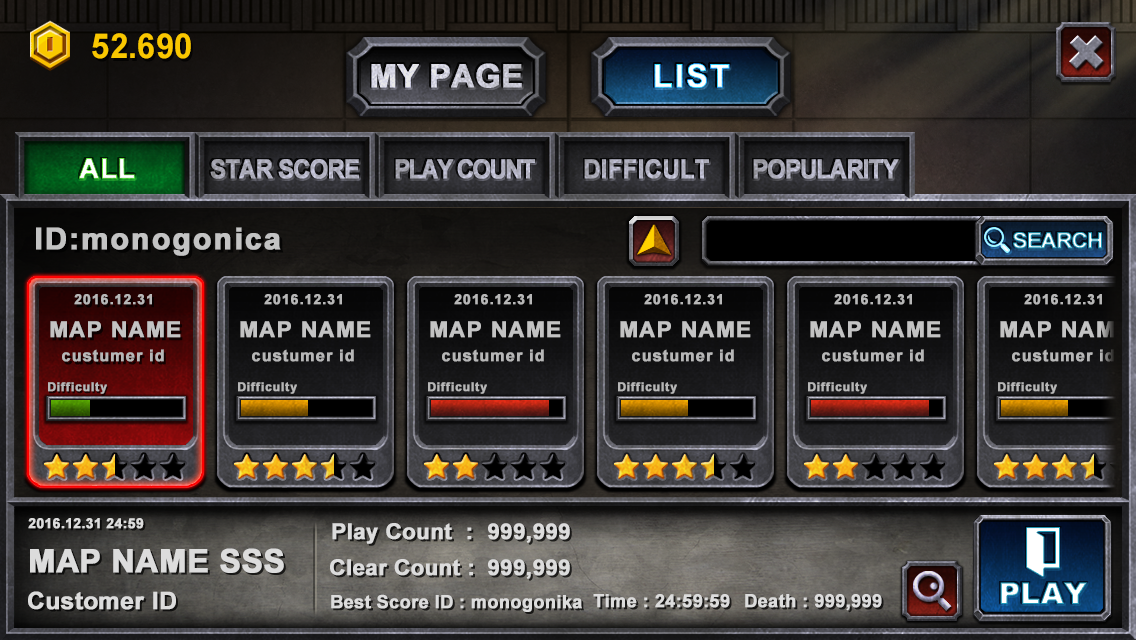 52.690
MY PAGE
LIST
ALL
STAR SCORE
PLAY COUNT
DIFFICULT
POPULARITY
ID:monogonica
SEARCH
2016.12.31
MAP NAME
custumer id
Difficulty
2016.12.31
MAP NAME
custumer id
Difficulty
2016.12.31
MAP NAME
custumer id
Difficulty
2016.12.31
MAP NAME
custumer id
Difficulty
2016.12.31
MAP NAME
custumer id
Difficulty
2016.12.31
MAP NAM
custumer id
Difficulty
2016.12.31 24:59
MAP NAME SSS
Customer ID
Play Count : 999,999
Clear Count : 999,999
Best Score ID : monogonika Time : 24:59:59 Death : 999,999
PLAY